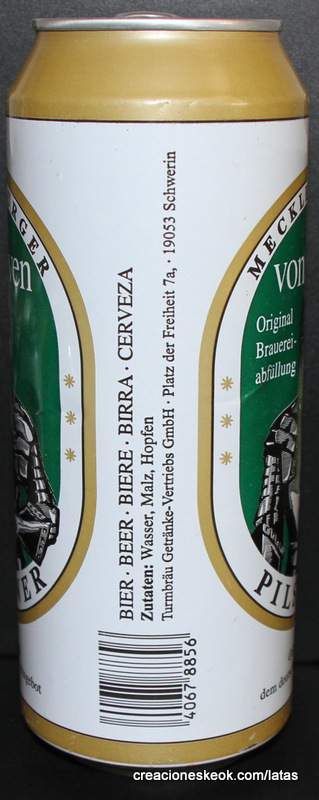 BIER · BEER · BIERE · BIRRA · CERVEZA
Zutaten: Wasser, Malz, Hopfen
Turmbräu Getränke-Vertriebs GmbH · Platz der Freiheit 7a, · 19053 Schwerin
4067 8856
MECKL
von
Original
Brauerei-
abfüllung
PILS
dem
creacioneskeok.com/latas